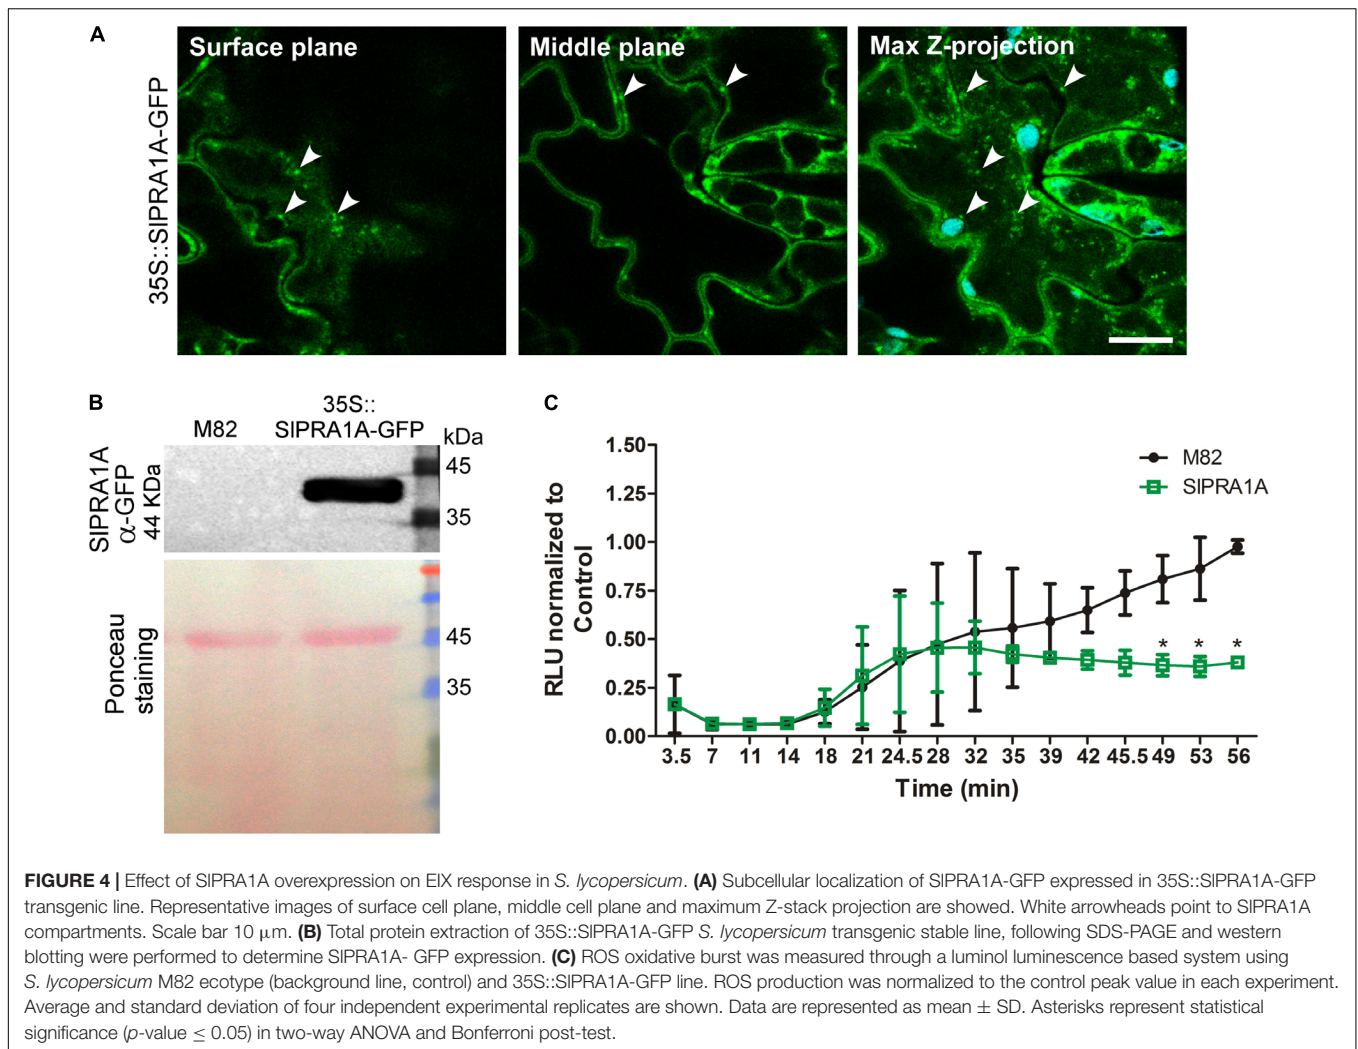 A
Surface plane
Middle plane
Max Z-projection
35S::SlPRA1A-GFP
B
M82
35S::
SlPRA1A-GFP
kDa
SlPRA1A
α-GFP
44 KDa
45
35
Ponceau
staining
45
35
C
RLU normalized to
Control
1.50
1.25
1.00
0.75
0.50
0.25
0.00
M82
SlPRA1A
* * *
3.5 7 11 14 18 21 24.5 28 32 35 39 42 45.5 49 53 56
Time (min)
FIGURE 4 | Effect of SlPRA1A overexpression on EIX response in S. lycopersicum. (A) Subcellular localization of SlPRA1A-GFP expressed in 35S::SlPRA1A-GFP
transgenic line. Representative images of surface cell plane, middle cell plane and maximum Z-stack projection are showed. White arrowheads point to SlPRA1A
compartments. Scale bar 10 μm. (B) Total protein extraction of 35S::SlPRA1A-GFP S. lycopersicum transgenic stable line, following SDS-PAGE and western
blotting were performed to determine SlPRA1A- GFP expression. (C) ROS oxidative burst was measured through a luminol luminescence based system using
S. lycopersicum M82 ecotype (background line, control) and 35S::SlPRA1A-GFP line. ROS production was normalized to the control peak value in each experiment.
Average and standard deviation of four independent experimental replicates are shown. Data are represented as mean ± SD. Asterisks represent statistical
significance (p-value ≤ 0.05) in two-way ANOVA and Bonferroni post-test.